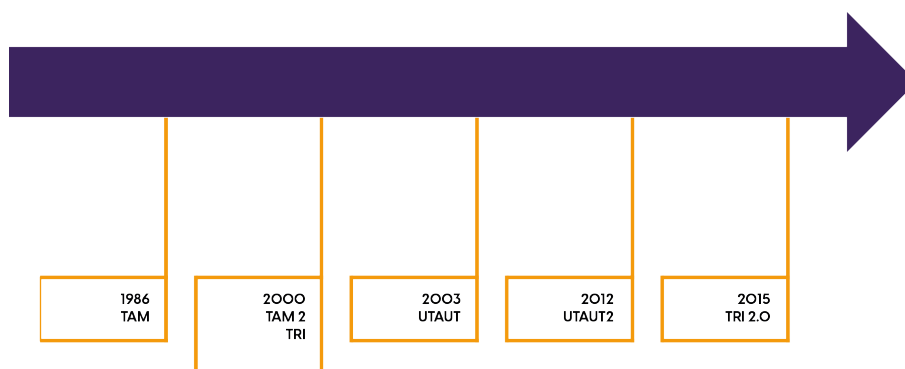 1986
TAM
2000
TAM 2
TRI
2003
UTAUT
2012
UTAUT2
2015
TRI 2.0